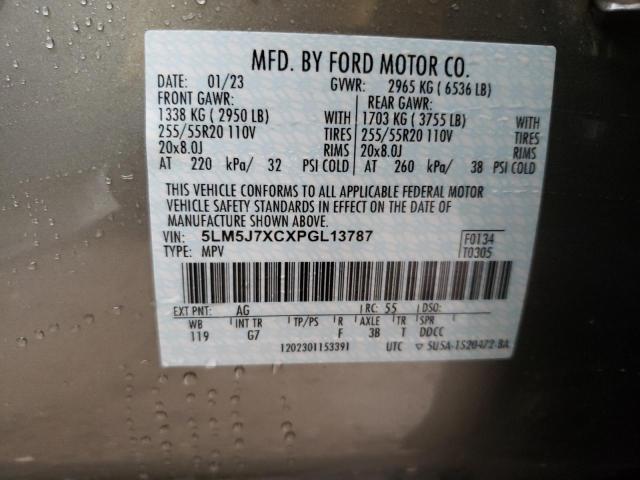 MFD. BY FORD MOTOR CO.
DATE: 01/23 GVWR: 2965 KG ( 6536 LB)
FRONT GAWR: REAR GAWR:
1338 KG ( 2950 LB) 1703 KG ( 3755 LB)
255/55R20 110V TIRES 255/55R20 110V TIRES
20x8.0J RIMS 20x8.0J RIMS
AT 220 kPa/ 32 PSI COLD AT 260 kPa/ 38 PSI COLD
THIS VEHICLE CONFORMS TO ALL APPLICABLE FEDERAL MOTOR
VEHICLE SAFETY STANDARDS IN EFFECT ON THE DATE OF
MANUFACTURE SHOWN ABOVE.
VIN: 5LM5J7XCXPGL13787 F0134
TYPE: MPV T0305
EXT PNT: AG RC: 55 DSO:
WB INT TR TP/PS R AXLE TR SPR
119 G7 F 3B T DDCC
1202301153391 UTC 5U5A-1520472-BA